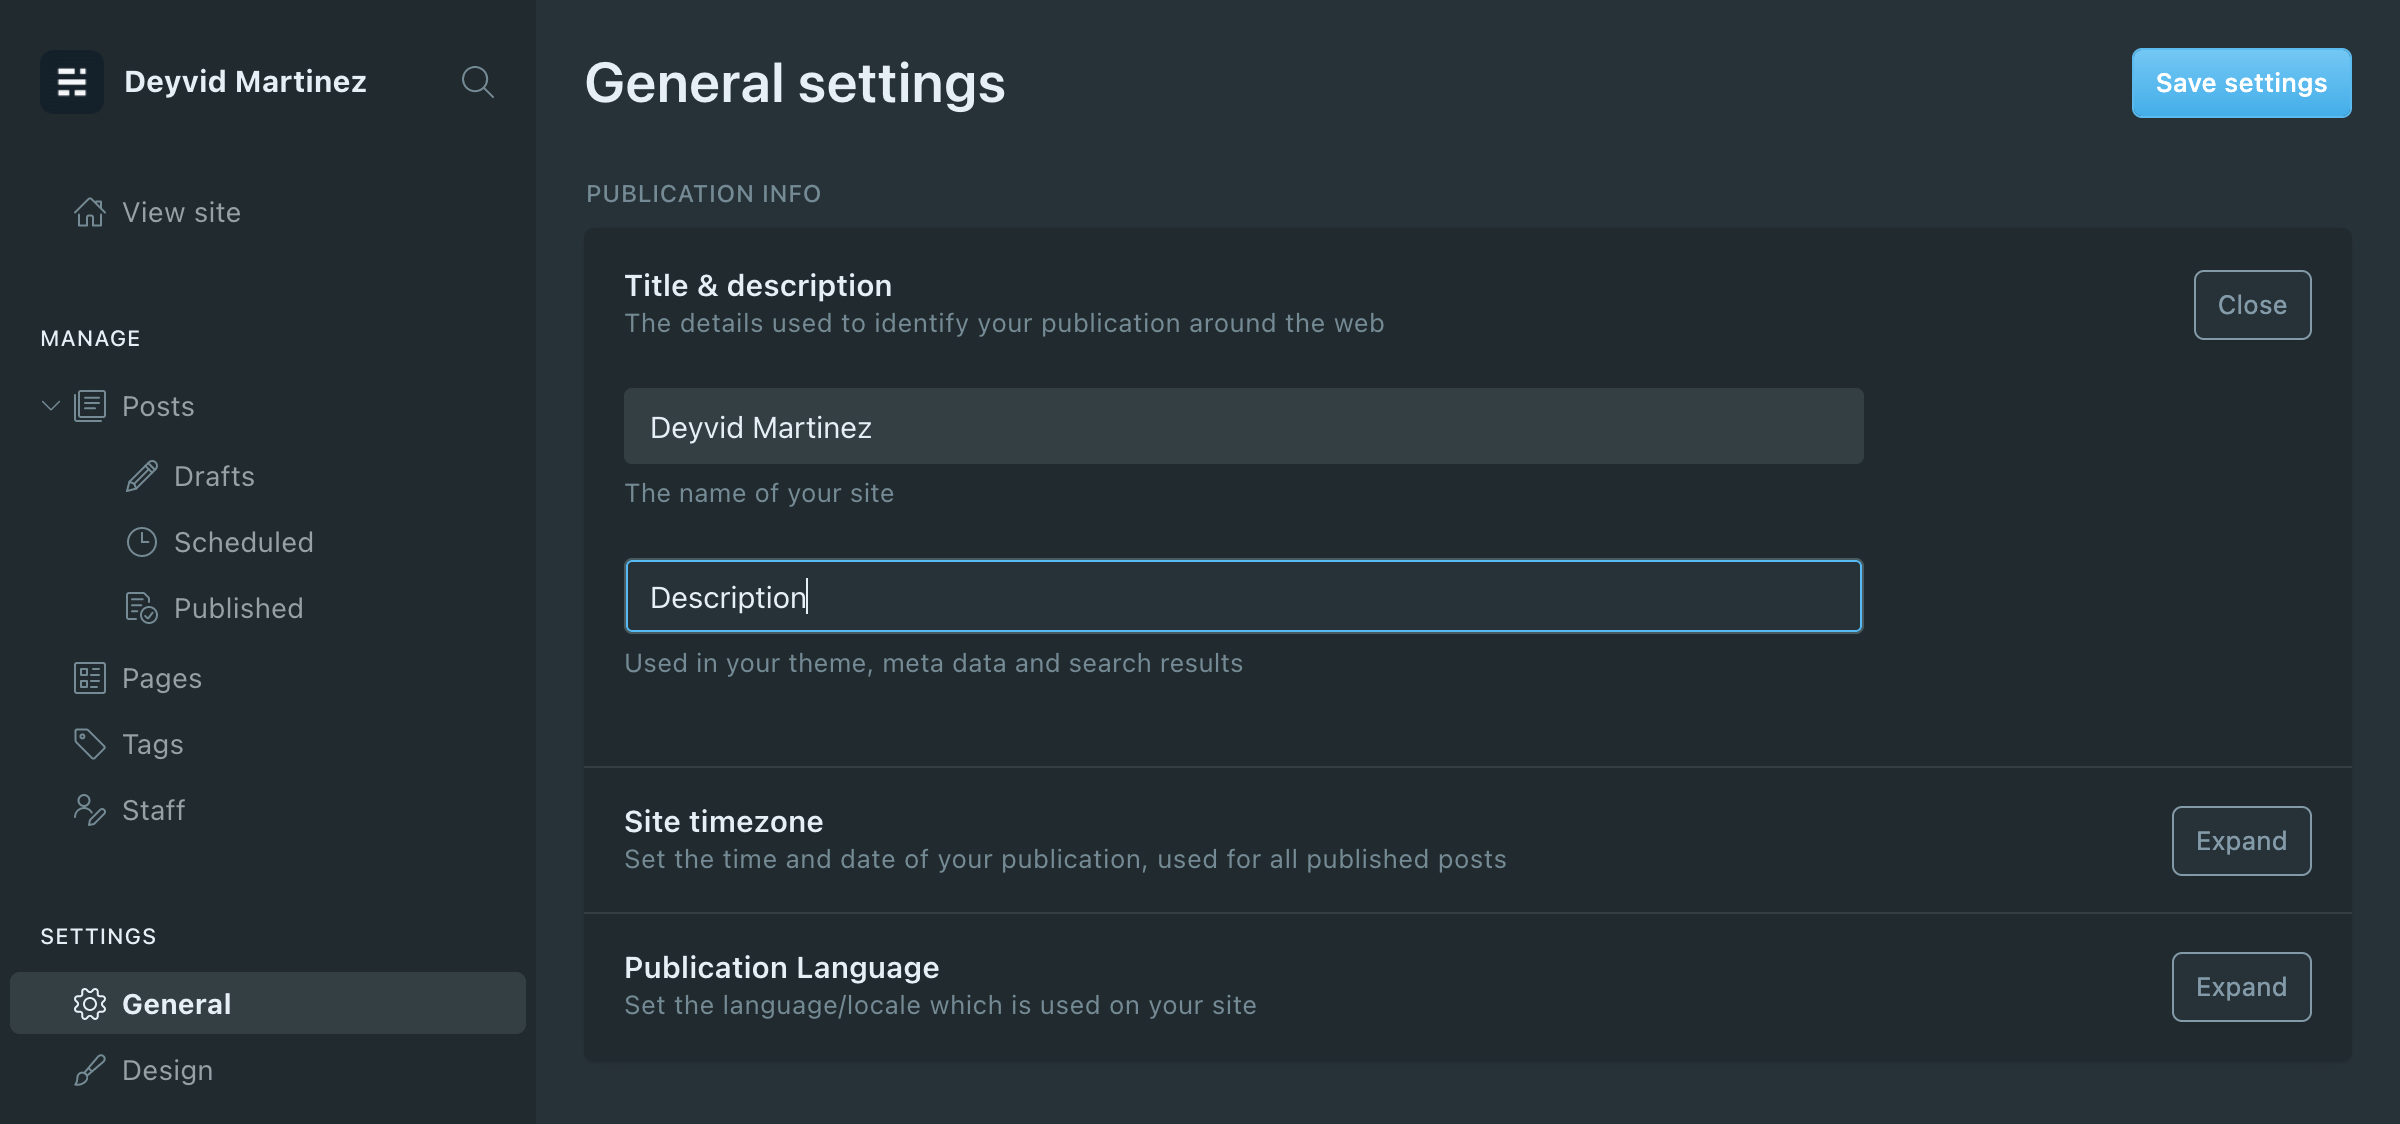 Deyvid Martinez
View site
MANAGE
Posts
Drafts
Scheduled
Published
Pages
Tags
Staff
SETTINGS
General
Design
General settings
Save settings
PUBLICATION INFO
Title & description
The details used to identify your publication around the web
Close
Deyvid Martinez
The name of your site
Description
Used in your theme, meta data and search results
Site timezone
Set the time and date of your publication, used for all published posts
Expand
Publication Language
Set the language/locale which is used on your site
Expand